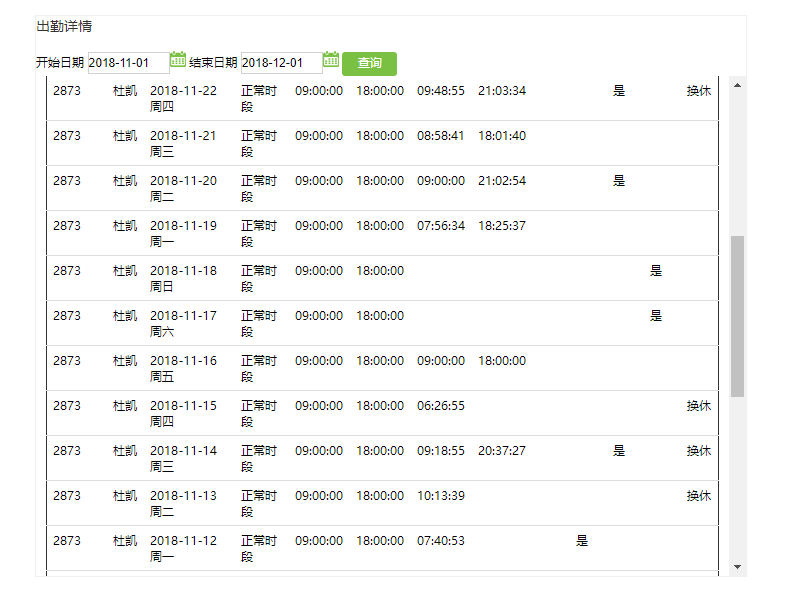 出勤详情
开始日期 2018-11-01 结束日期 2018-12-01 查询
2873 杜凯 2018-11-22 正常时 09:00:00 18:00:00 09:48:55 21:03:34 是 换休
周四 段
2873 杜凯 2018-11-21 正常时 09:00:00 18:00:00 08:58:41 18:01:40
周三 段
2873 杜凯 2018-11-20 正常时 09:00:00 18:00:00 09:00:00 21:02:54 是
周二 段
2873 杜凯 2018-11-19 正常时 09:00:00 18:00:00 07:56:34 18:25:37
周一 段
2873 杜凯 2018-11-18 正常时 09:00:00 18:00:00 是
周日 段
2873 杜凯 2018-11-17 正常时 09:00:00 18:00:00 是
周六 段
2873 杜凯 2018-11-16 正常时 09:00:00 18:00:00 09:00:00 18:00:00
周五 段
2873 杜凯 2018-11-15 正常时 09:00:00 18:00:00 06:26:55 换休
周四 段
2873 杜凯 2018-11-14 正常时 09:00:00 18:00:00 09:18:55 20:37:27 是 换休
周三 段
2873 杜凯 2018-11-13 正常时 09:00:00 18:00:00 10:13:39 换休
周二 段
2873 杜凯 2018-11-12 正常时 09:00:00 18:00:00 07:40:53 是
周一 段